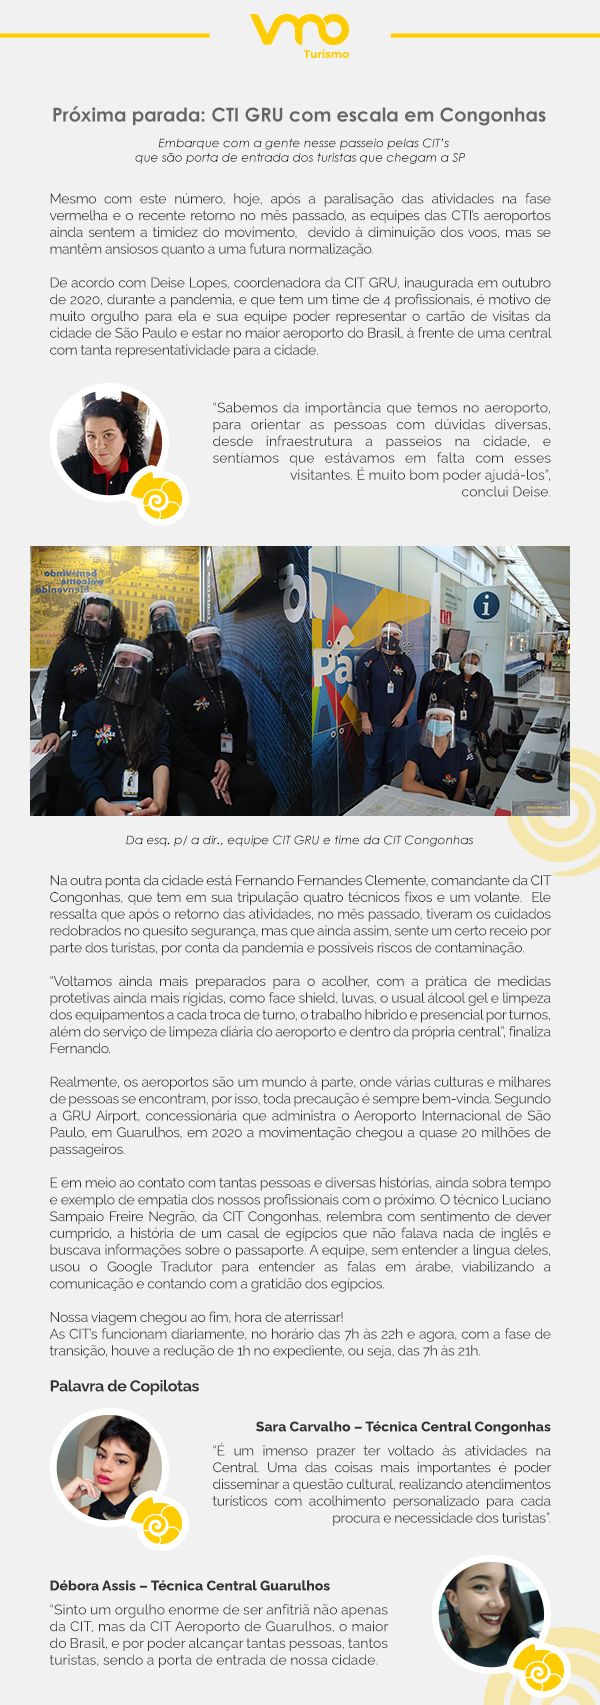 vmo
Turismo
Próxima parada: CTI GRU com escala em Congonhas
Embarque com a gente nesse passeio pelas CIT's
que são porta de entrada dos turistas que chegam a SP
Mesmo com este número, hoje, após a paralisação das atividades na fase
vermelha e o recente retorno no mês passado, as equipes das CTI's aeroportos
ainda sentem a timidez do movimento, devido à diminuição dos voos, mas se
mantêm ansiosos quanto a uma futura normalização.
De acordo com Deise Lopes, coordenadora da CIT GRU, inaugurada em outubro
de 2020, durante a pandemia, e que tem um time de 4 profissionais, é motivo de
muito orgulho para ela e sua equipe poder representar o cartão de visitas da
cidade de São Paulo e estar no maior aeroporto do Brasil, à frente de uma central
com tanta representatividade para a cidade.
“Sabemos da importância que temos no aeroporto,
para orientar as pessoas com dúvidas diversas,
desde infraestrutura a passeios na cidade, e
sentíamos que estávamos em falta com esses
visitantes. É muito bom poder ajudá-los”,
conclui Deise.
bem-vindo
welcome
bienvenido
Pa
i
Da esq. p/ a dir., equipe CIT GRU e time da CIT Congonhas
Na outra ponta da cidade está Fernando Fernandes Clemente, comandante da CIT
Congonhas, que tem em sua tripulação quatro técnicos fixos e um volante. Ele
ressalta que após o retorno das atividades, no mês passado, tiveram os cuidados
redobrados no quesito segurança, mas que ainda assim, sente um certo receio por
parte dos turistas, por conta da pandemia e possíveis riscos de contaminação.
“Voltamos ainda mais preparados para o acolher, com a prática de medidas
protetivas ainda mais rígidas, como face shield, luvas, o usual álcool gel e limpeza
dos equipamentos a cada troca de turno, o trabalho híbrido e presencial por turnos,
além do serviço de limpeza diária do aeroporto e dentro da própria central”, finaliza
Fernando.
Realmente, os aeroportos são um mundo à parte, onde várias culturas e milhares
de pessoas se encontram, por isso, toda precaução é sempre bem-vinda. Segundo
a GRU Airport, concessionária que administra o Aeroporto Internacional de São
Paulo, em Guarulhos, em 2020 a movimentação chegou a quase 20 milhões de
passageiros.
E em meio ao contato com tantas pessoas e diversas histórias, ainda sobra tempo
e exemplo de empatia dos nossos profissionais com o próximo. O técnico Luciano
Sampaio Freire Negrão, da CIT Congonhas, relembra com sentimento de dever
cumprido, a história de um casal de egípcios que não falava nada de inglês e
buscava informações sobre o passaporte. A equipe, sem entender a língua deles,
usou o Google Tradutor para entender as falas em árabe, viabilizando a
comunicação e contando com a gratidão dos egípcios.
Nossa viagem chegou ao fim, hora de aterrissar!
As CIT's funcionam diariamente, no horário das 7h às 22h e agora, com a fase de
transição, houve a redução de 1h no expediente, ou seja, das 7h às 21h.
Palavra de Copilotas
Sara Carvalho – Técnica Central Congonhas
“É um imenso prazer ter voltado às atividades na
Central. Uma das coisas mais importantes é poder
disseminar a questão cultural, realizando atendimentos
turísticos com acolhimento personalizado para cada
procura e necessidade dos turistas”.
Débora Assis – Técnica Central Guarulhos
“Sinto um orgulho enorme de ser anfitriã não apenas
da CIT, mas da CIT Aeroporto de Guarulhos, o maior
do Brasil, e por poder alcançar tantas pessoas, tantos
turistas, sendo a porta de entrada de nossa cidade.